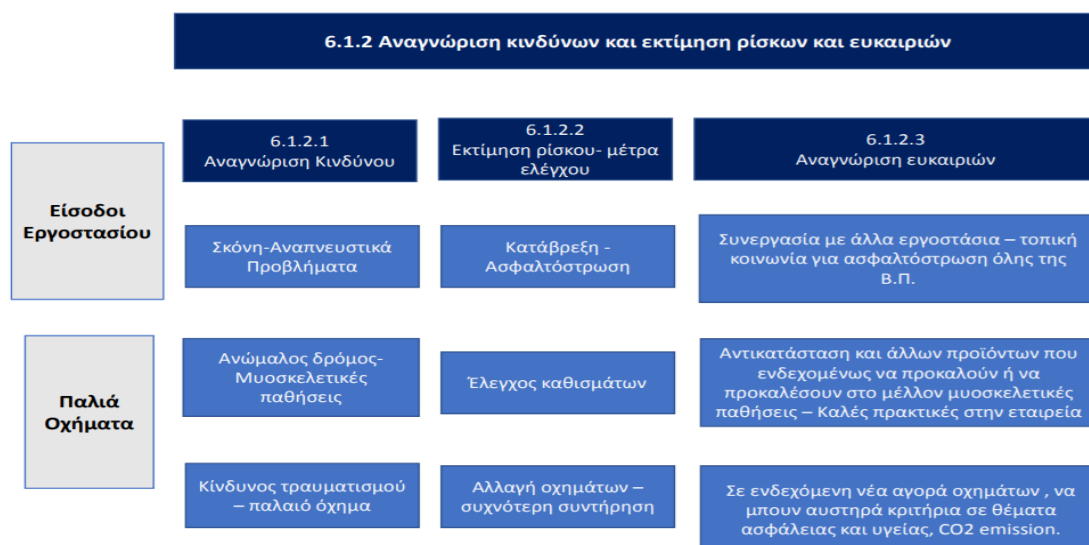 6.1.2 Αναγνώριση κινδύνων και εκτίμηση ρίσκων και ευκαιριών
6.1.2.1
Αναγνώριση Κινδύνου
6.1.2.2
Εκτίμηση ρίσκου- μέτρα
ελέγχου
6.1.2.3
Αναγνώριση ευκαιριών
Είσοδοι
Εργοστασίου
Σκόνη-Αναπνευστικά
Προβλήματα
Κατάβρεξη -
Ασφαλτόστρωση
Συνεργασία με άλλα εργοστάσια – τοπική
κοινωνία για ασφαλτόστρωση όλης της
Β.Π.
Παλιά
Οχήματα
Ανώμαλος δρόμος-
Μυοσκελετικές
παθήσεις
Έλεγχος καθισμάτων
Αντικατάσταση και άλλων προϊόντων που
ενδεχομένως να προκαλούν ή να
προκαλέσουν στο μέλλον μυοσκελετικές
παθήσεις – Καλές πρακτικές στην εταιρεία
Κίνδυνος τραυματισμού
– παλαιό όχημα
Αλλαγή οχημάτων –
συχνότερη συντήρηση
Σε ενδεχόμενη νέα αγορά οχημάτων , να
μπουν αυστηρά κριτήρια σε θέματα
ασφάλειας και υγείας, CO2 emission.